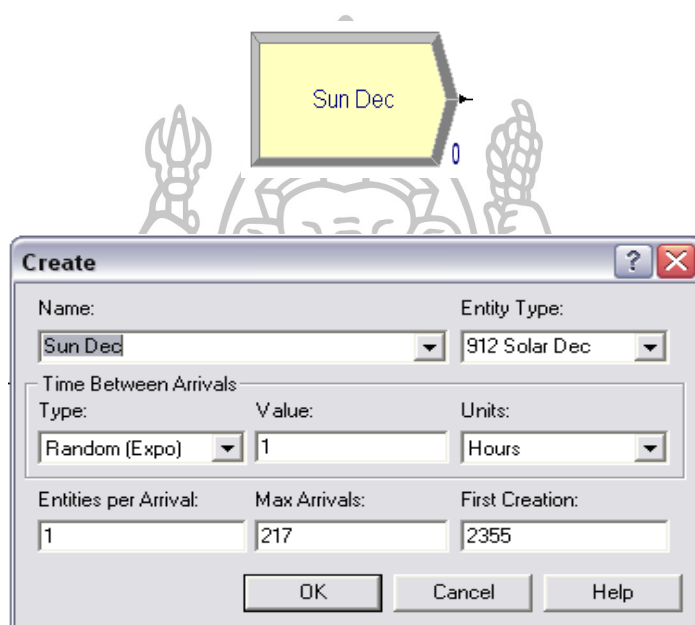 Sun Dec
0
Create
Name:
Entity Type:
Sun Dec
912 Solar Dec
Time Between Arrivals
Type:
Value:
Units:
Random (Expo)
1
Hours
Entities per Arrival:
Max Arrivals:
First Creation:
1
217
2355
OK
Cancel
Help